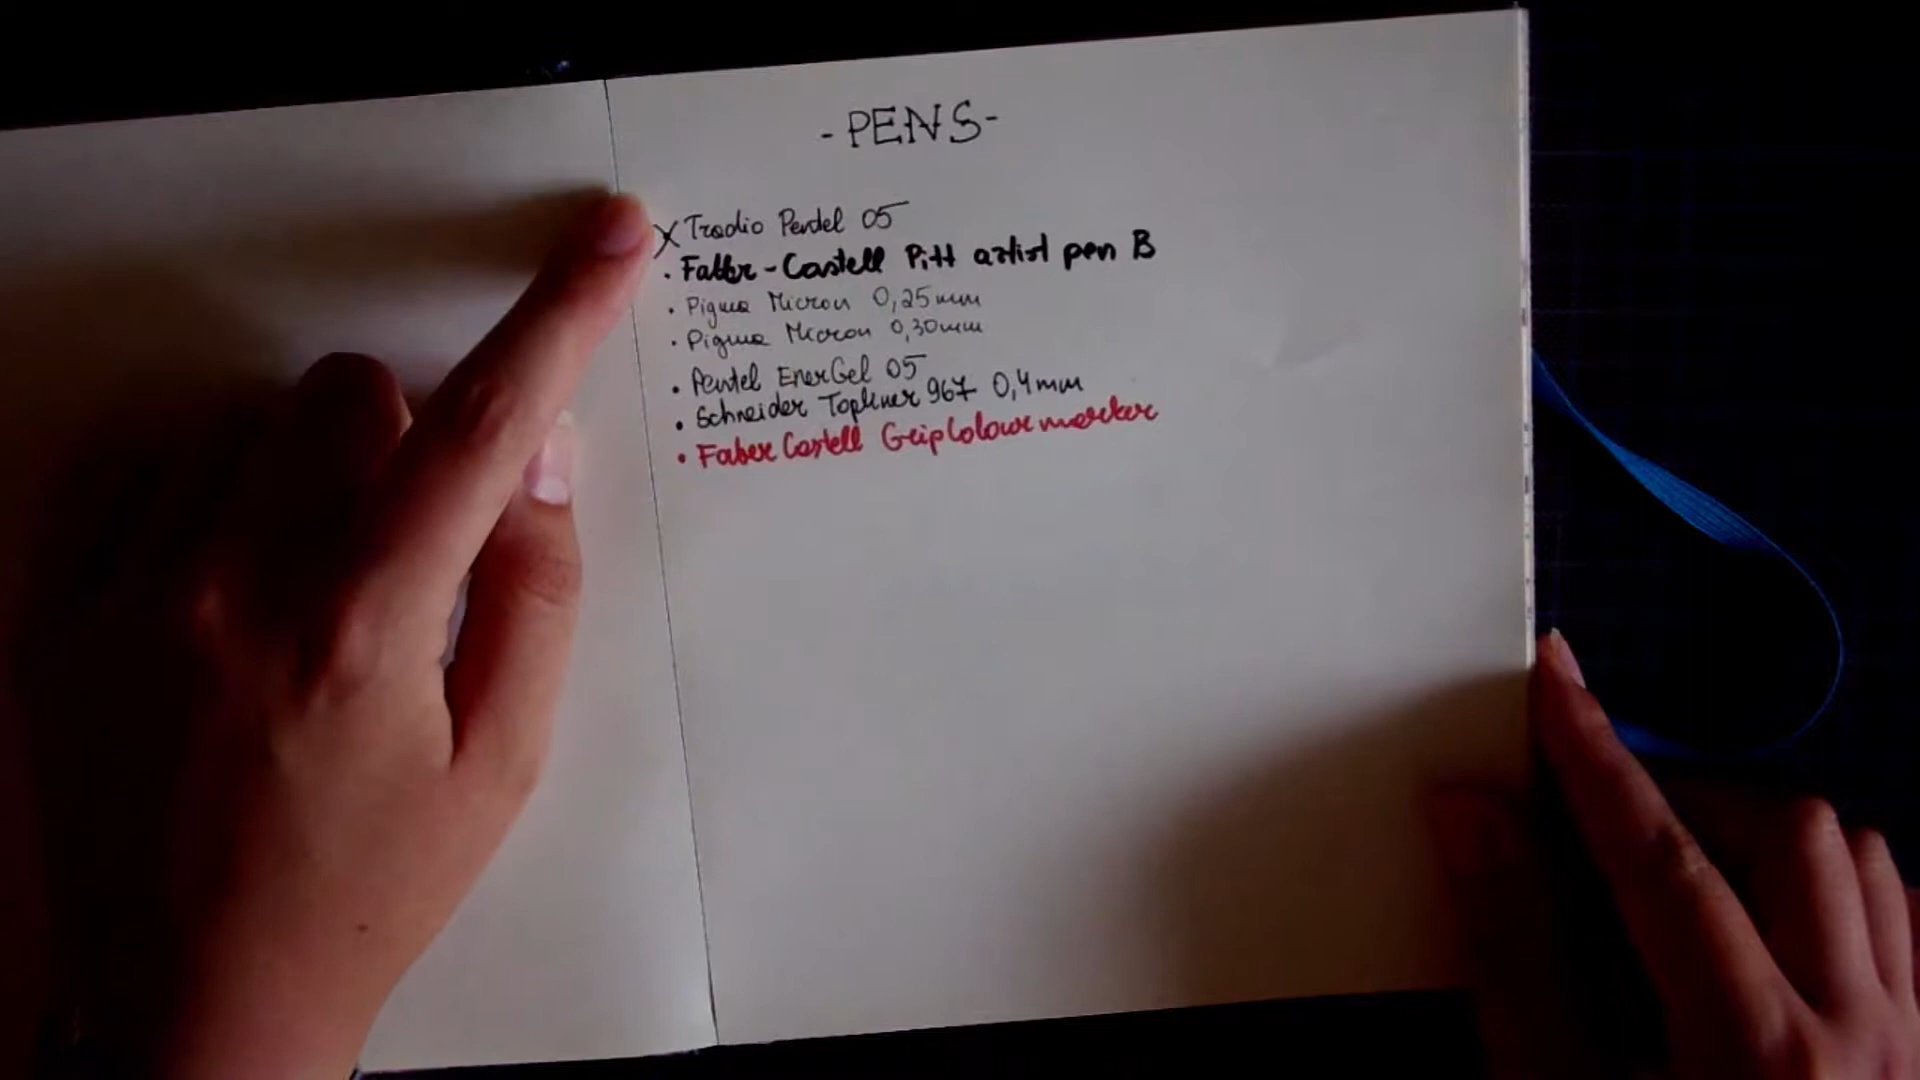 -PENS-
X Tradio Pentel 05
· Faber-Castell Pitt artist pen B
· Pigma Micron 0,25mm
· Pigma Micron 0,30mm
· Pentel EnerGel 05
· Schneider Topliner 967 0,4mm
· Faber Castell Grip Colour marker